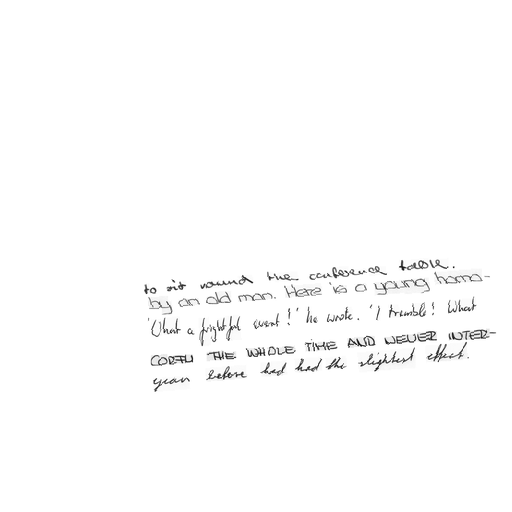 to sit round the conference table.
by an old man. Here is a young homo-
'What a frightful event!' he wrote. 'I tremble! What
THE WHOLE TIME AND NEVER INTER-
year before had had the slightest effect.